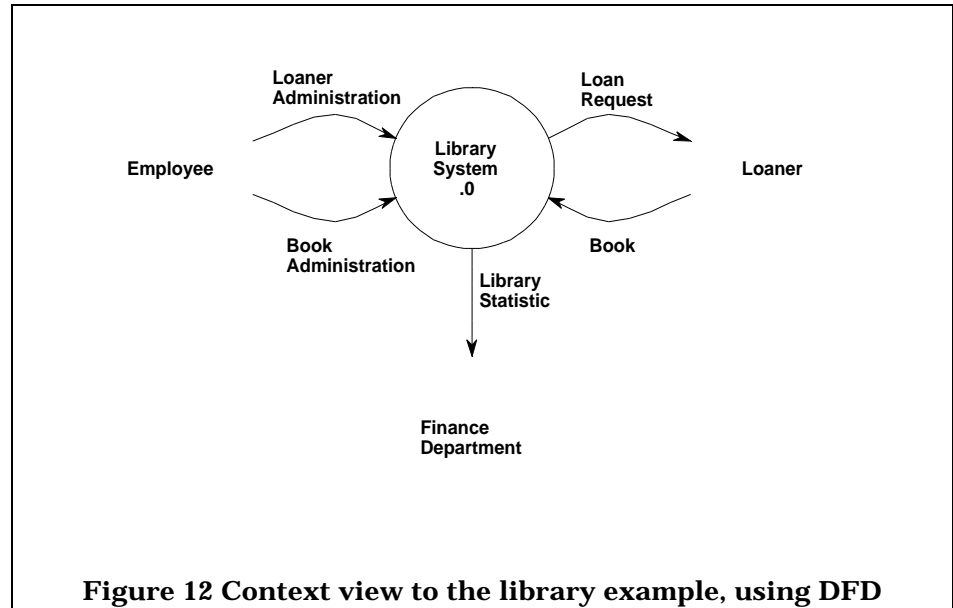 Loaner
Administration
Loan
Request
Employee
Library
System
.0
Loaner
Book
Administration
Book
Library
Statistic
Finance
Department
Figure 12 Context view to the library example, using DFD